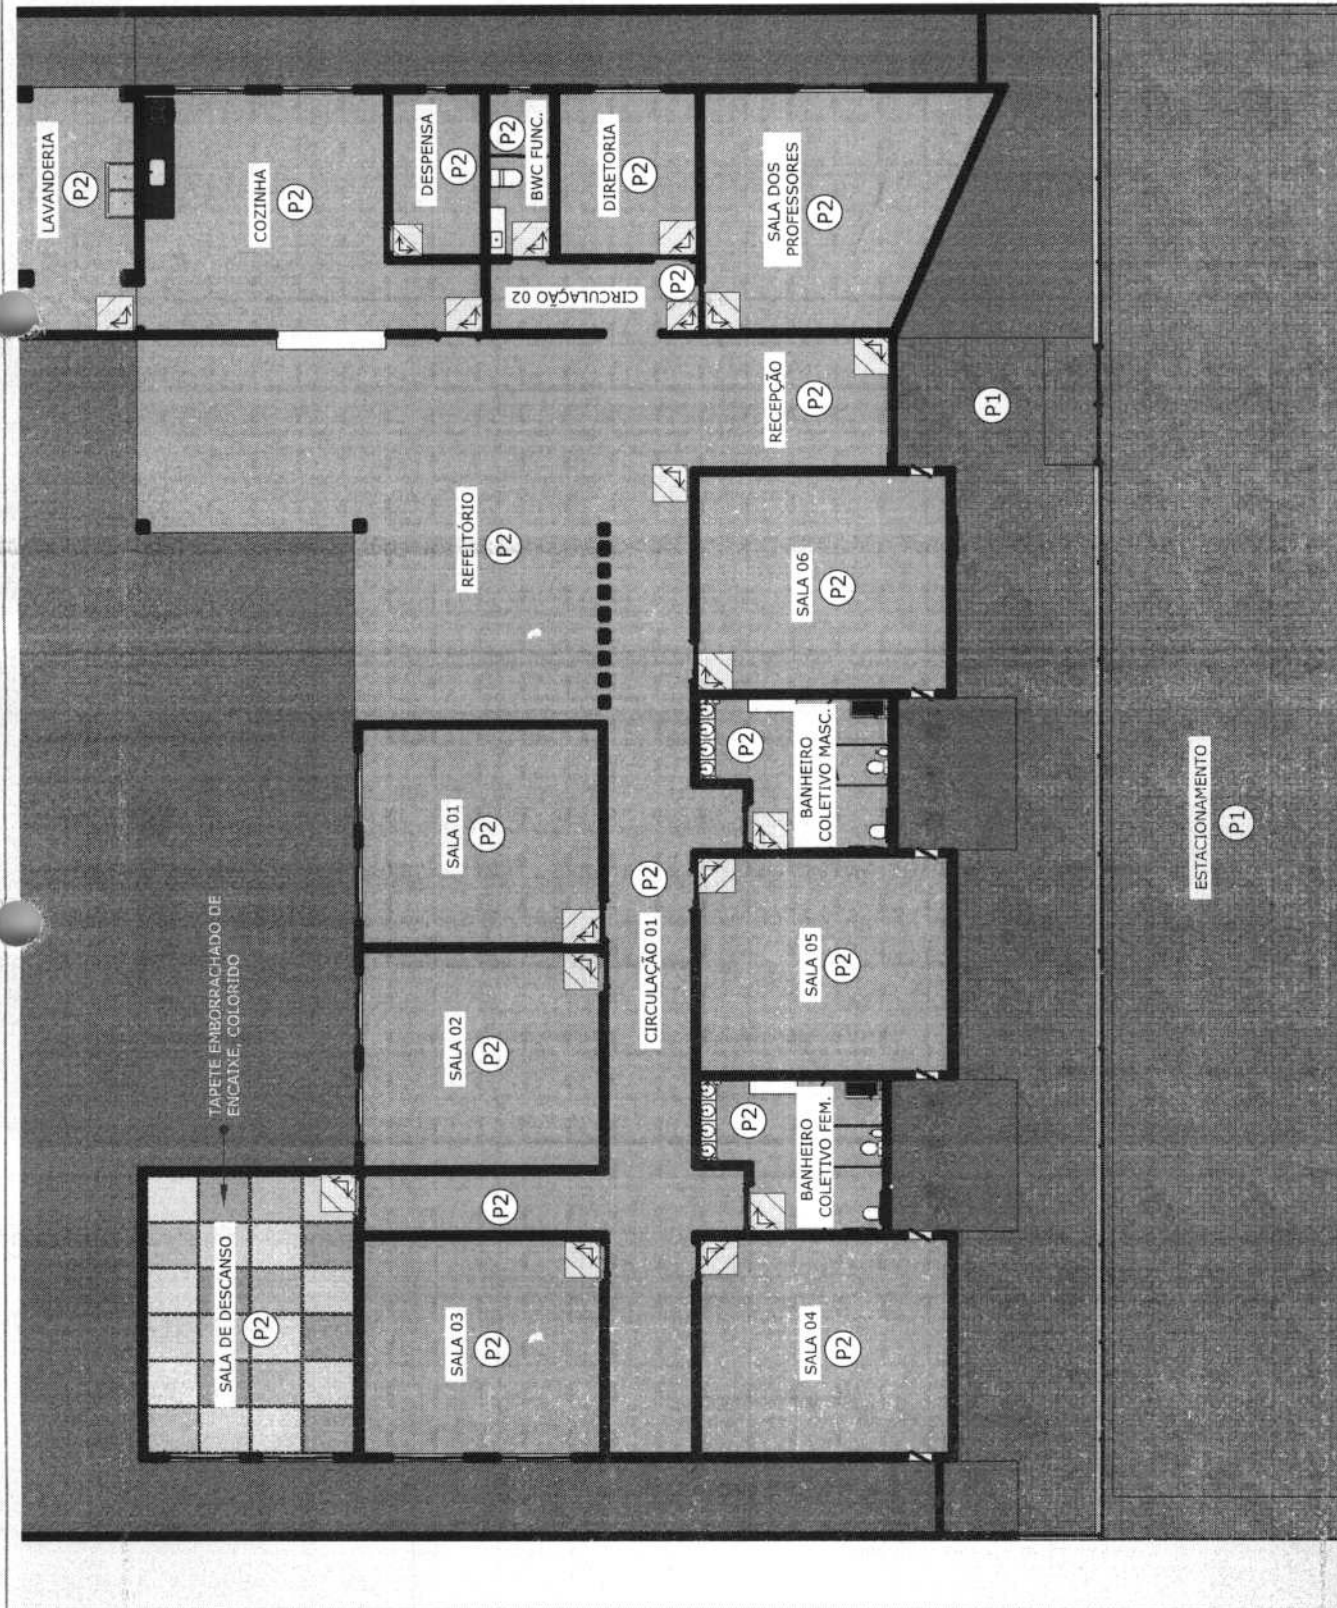 TAPETE EMBORRACHADO DE
ENCAIXE, COLORIDO
SALA DE DESCANSO
P2
SALA 03
P2
P2
SALA 02
P2
SALA 01
P2
REFEITÓRIO
P2
LAVANDERIA
P2
COZINHA
P2
DESPENSA
P2
P2
BWC FUNC.
DIRETORIA
P2
CIRCULAÇÃO 02
P2
SALA DOS
PROFESSORES
P2
RECEPÇÃO
P2
P1
CIRCULAÇÃO 01
P2
SALA 04
P2
P2
BANHEIRO
COLETIVO FEM.
SALA 05
P2
P2
BANHEIRO
COLETIVO MASC.
SALA 06
P2
ESTACIONAMENTO
P1